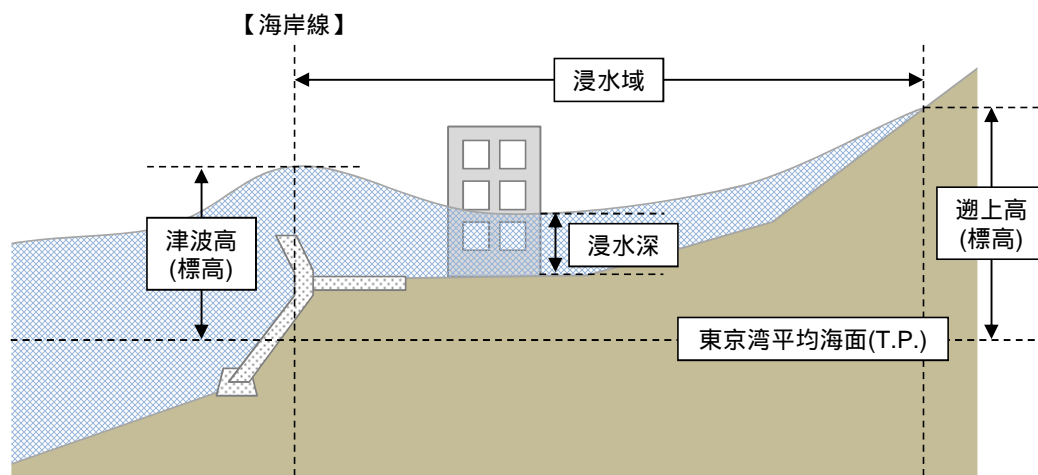 【海岸線】
浸水域
津波高
(標高)
浸水深
遡上高
(標高)
東京湾平均海面(T.P.)